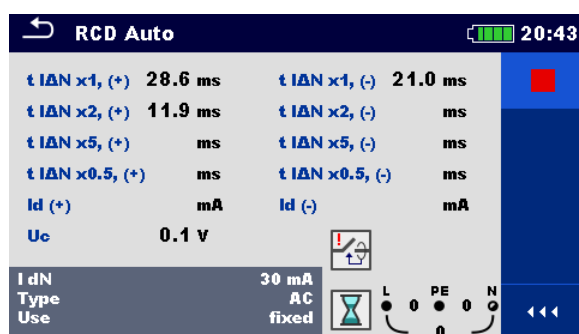 RCD Auto 20:43
t IΔN x1, (+) 28.6 ms t IΔN x1, (-) 21.0 ms
t IΔN x2, (+) 11.9 ms t IΔN x2, (-) ms
t IΔN x5, (+) ms t IΔN x5, (-) ms
t IΔN x0.5, (+) ms t IΔN x0.5, (-) ms
Id (+) mA Id (-) mA
Uc 0.1 V
I dN 30 mA
Type AC
Use fixed
L PE N
0 0
0